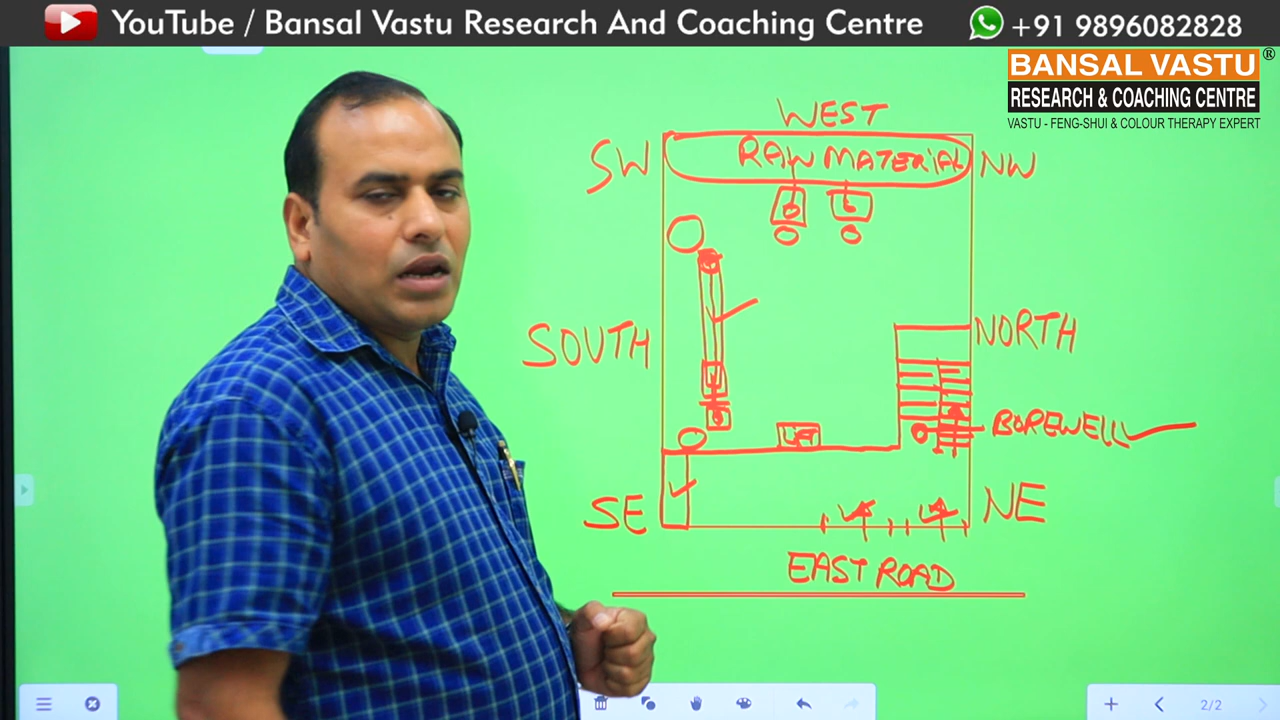 YouTube / Bansal Vastu Research And Coaching Centre
+91 9896082828
BANSAL VASTU®
RESEARCH & COACHING CENTRE
VASTU - FENG-SHUI & COLOUR THERAPY EXPERT
WEST
SW
RAW MATERIAL
NW
SOUTH
NORTH
BOREWELL
SE
NE
EAST ROAD
2/2